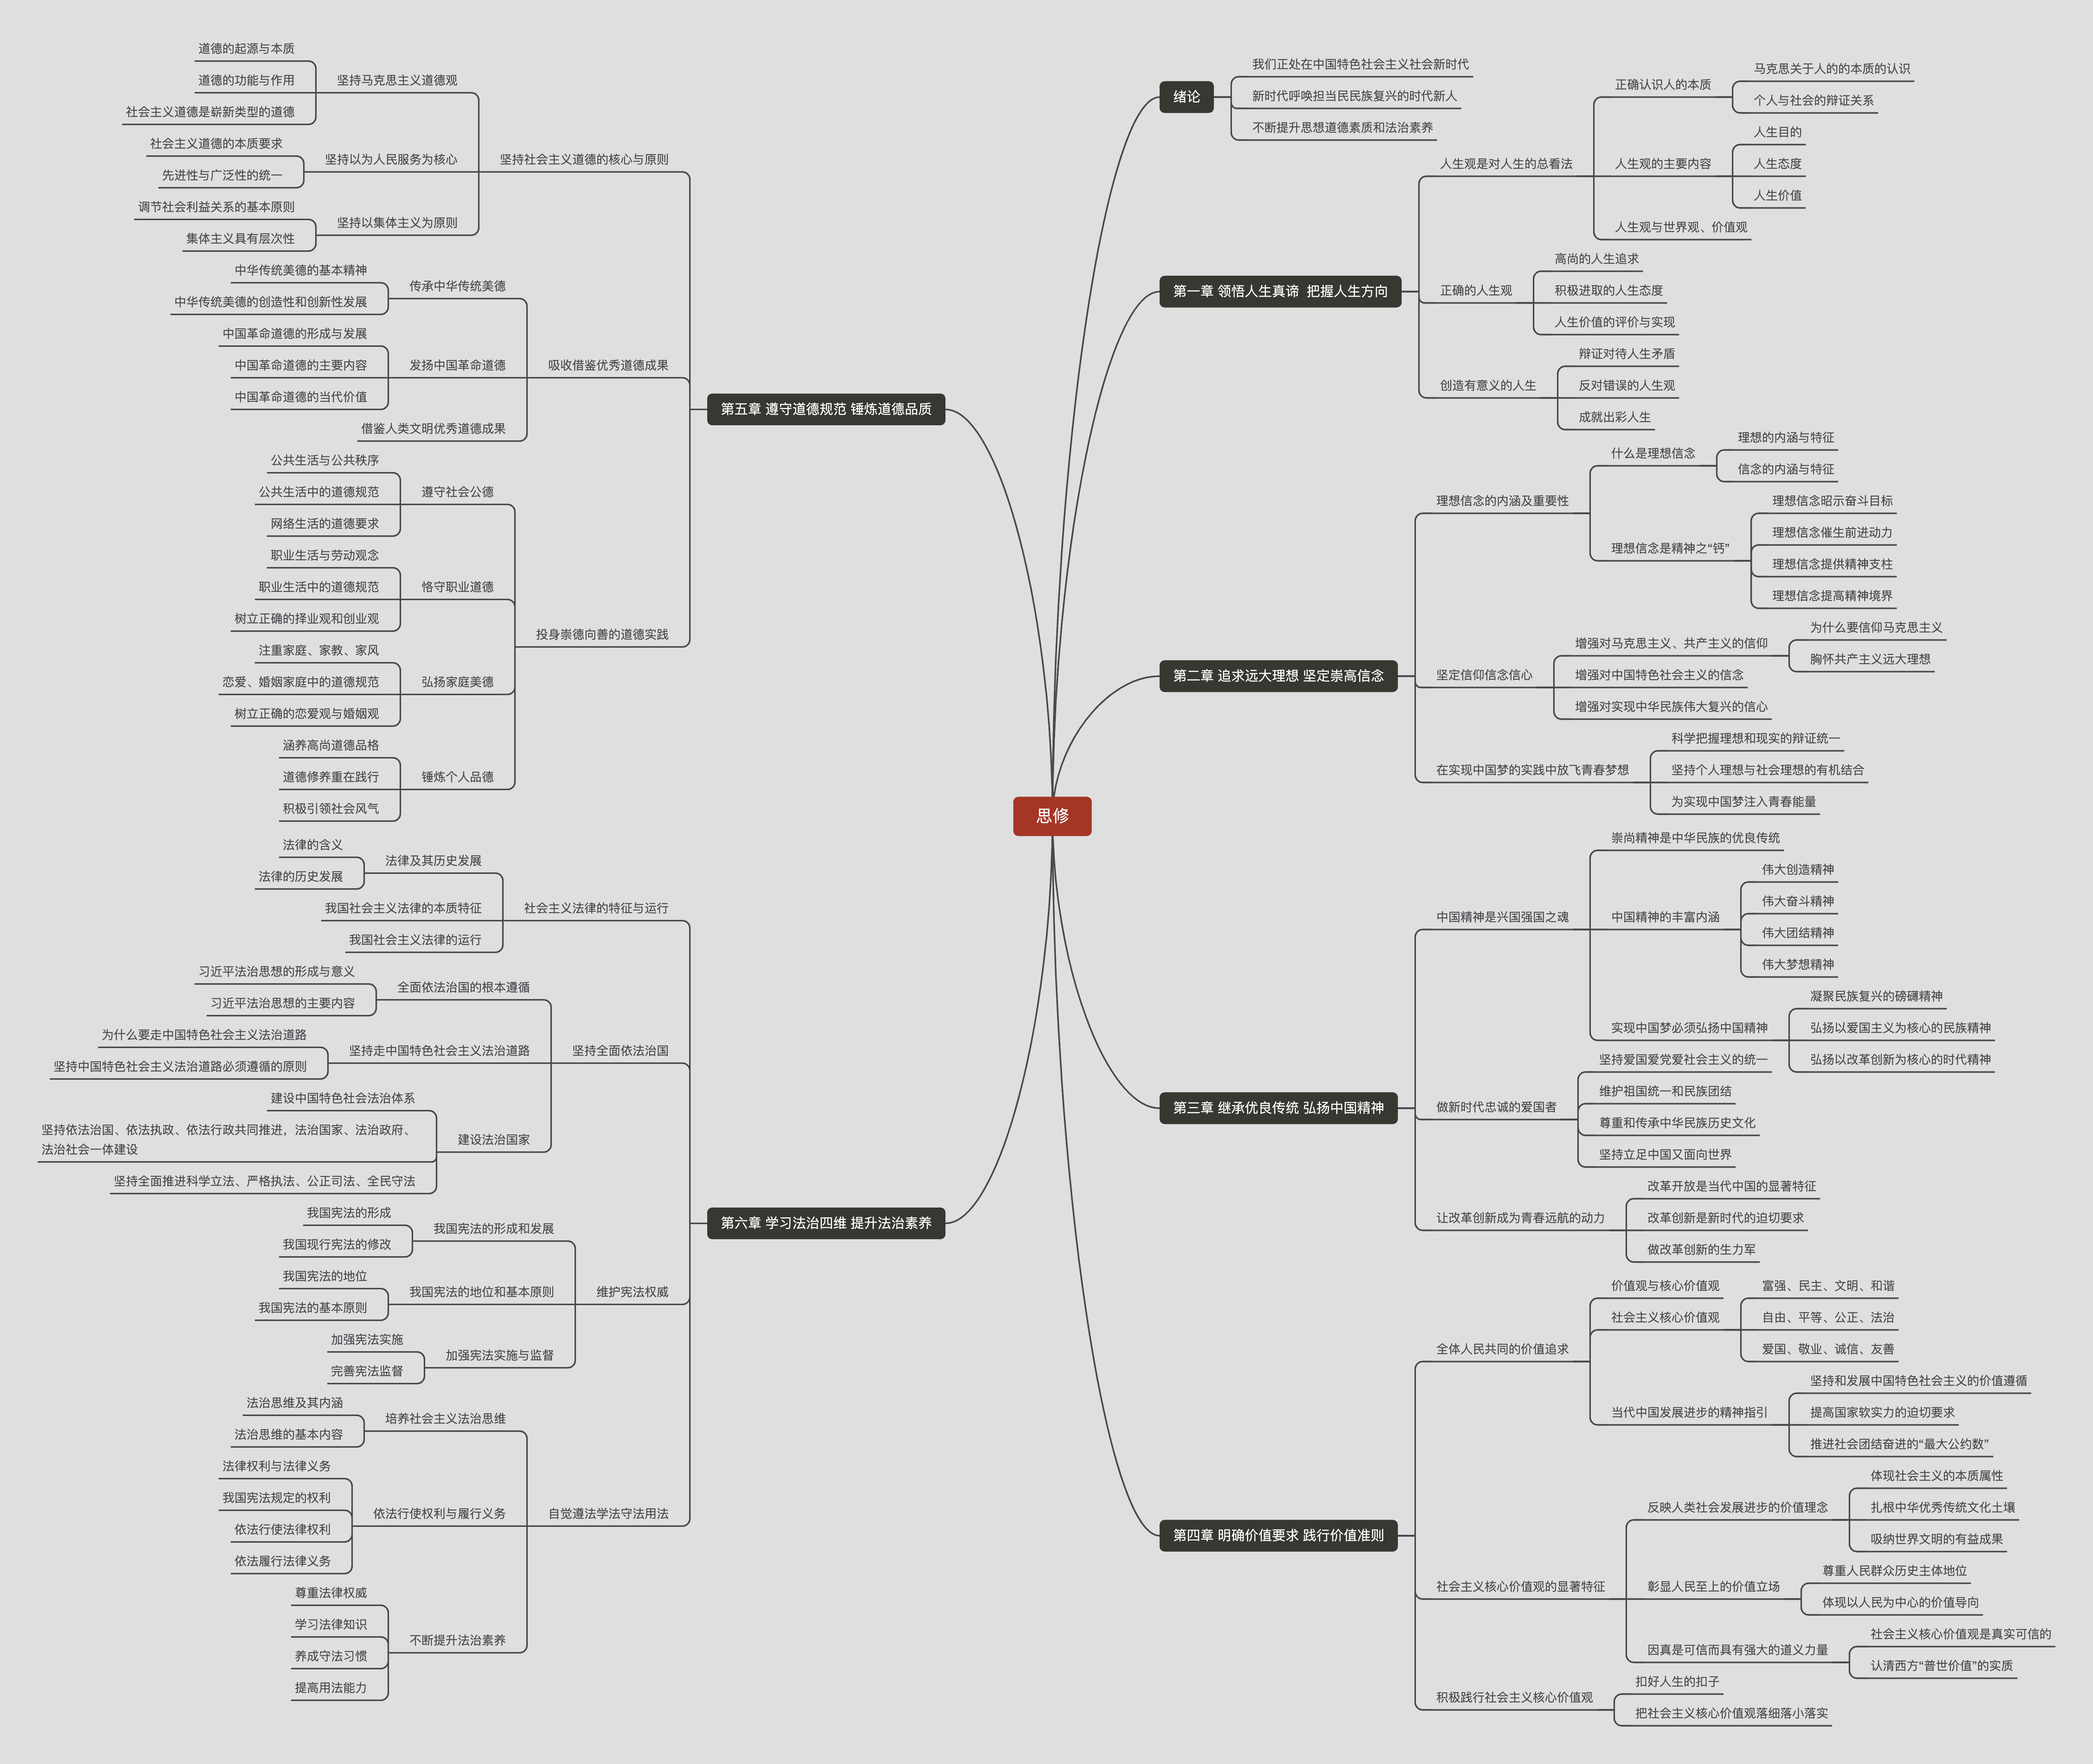 思修
绪论
我们正处在中国特色社会主义社会新时代
新时代呼唤担当民民族复兴的时代新人
不断提升思想道德素质和法治素养
第一章 领悟人生真谛 把握人生方向
人生观是对人生的总看法
正确认识人的本质
马克思关于人的的本质的认识
个人与社会的辩证关系
人生观的主要内容
人生目的
人生态度
人生价值
人生观与世界观、价值观
正确的人生观
高尚的人生追求
积极进取的人生态度
人生价值的评价与实现
创造有意义的人生
辩证对待人生矛盾
反对错误的人生观
成就出彩人生
第二章 追求远大理想 坚定崇高信念
理想信念的内涵及重要性
什么是理想信念
理想的内涵与特征
信念的内涵与特征
理想信念是精神之“钙”
理想信念昭示奋斗目标
理想信念催生前进动力
理想信念提供精神支柱
理想信念提高精神境界
坚定信仰信念信心
增强对马克思主义、共产主义的信仰
为什么要信仰马克思主义
胸怀共产主义远大理想
增强对中国特色社会主义的信念
增强对实现中华民族伟大复兴的信心
在实现中国梦的实践中放飞青春梦想
科学把握理想和现实的辩证统一
坚持个人理想与社会理想的有机结合
为实现中国梦注入青春能量
第三章 继承优良传统 弘扬中国精神
中国精神是兴国强国之魂
崇尚精神是中华民族的优良传统
中国精神的丰富内涵
伟大创造精神
伟大奋斗精神
伟大团结精神
伟大梦想精神
实现中国梦必须弘扬中国精神
凝聚民族复兴的磅礴精神
弘扬以爱国主义为核心的民族精神
弘扬以改革创新为核心的时代精神
做新时代忠诚的爱国者
坚持爱国爱党爱社会主义的统一
维护祖国统一和民族团结
尊重和传承中华民族历史文化
坚持立足中国又面向世界
让改革创新成为青春远航的动力
改革开放是当代中国的显著特征
改革创新是新时代的迫切要求
做改革创新的生力军
第四章 明确价值要求 践行价值准则
全体人民共同的价值追求
价值观与核心价值观
社会主义核心价值观
富强、民主、文明、和谐
自由、平等、公正、法治
爱国、敬业、诚信、友善
当代中国发展进步的精神指引
坚持和发展中国特色社会主义的价值遵循
提高国家软实力的迫切要求
推进社会团结奋进的“最大公约数”
社会主义核心价值观的显著特征
反映人类社会发展进步的价值理念
体现社会主义的本质属性
扎根中华优秀传统文化土壤
吸纳世界文明的有益成果
彰显人民至上的价值立场
尊重人民群众历史主体地位
体现以人民为中心的价值导向
因真是可信而具有强大的道义力量
社会主义核心价值观是真实可信的
认清西方“普世价值”的实质
积极践行社会主义核心价值观
扣好人生的扣子
把社会主义核心价值观落细落小落实
第五章 遵守道德规范 锤炼道德品质
坚持社会主义道德的核心与原则
坚持马克思主义道德观
道德的起源与本质
道德的功能与作用
社会主义道德是崭新类型的道德
坚持以为人民服务为核心
社会主义道德的本质要求
先进性与广泛性的统一
坚持以集体主义为原则
调节社会利益关系的基本原则
集体主义具有层次性
吸收借鉴优秀道德成果
传承中华传统美德
中华传统美德的基本精神
中华传统美德的创造性和创新性发展
发扬中国革命道德
中国革命道德的形成与发展
中国革命道德的主要内容
中国革命道德的当代价值
借鉴人类文明优秀道德成果
投身崇德向善的道德实践
遵守社会公德
公共生活与公共秩序
公共生活中的道德规范
网络生活的道德要求
恪守职业道德
职业生活与劳动观念
职业生活中的道德规范
树立正确的择业观和创业观
弘扬家庭美德
注重家庭、家教、家风
恋爱、婚姻家庭中的道德规范
树立正确的恋爱观与婚姻观
锤炼个人品德
涵养高尚道德品格
道德修养重在践行
积极引领社会风气
第六章 学习法治四维 提升法治素养
社会主义法律的特征与运行
法律及其历史发展
法律的含义
法律的历史发展
我国社会主义法律的本质特征
我国社会主义法律的运行
坚持全面依法治国
全面依法治国的根本遵循
习近平法治思想的形成与意义
习近平法治思想的主要内容
坚持走中国特色社会主义法治道路
为什么要走中国特色社会主义法治道路
坚持中国特色社会主义法治道路必须遵循的原则
建设法治国家
建设中国特色社会法治体系
坚持依法治国、依法执政、依法行政共同推进，法治国家、法治政府、
法治社会一体建设
坚持全面推进科学立法、严格执法、公正司法、全民守法
维护宪法权威
我国宪法的形成和发展
我国宪法的形成
我国现行宪法的修改
我国宪法的地位和基本原则
我国宪法的地位
我国宪法的基本原则
加强宪法实施与监督
加强宪法实施
完善宪法监督
自觉遵法学法守法用法
培养社会主义法治思维
法治思维及其内涵
法治思维的基本内容
依法行使权利与履行义务
法律权利与法律义务
我国宪法规定的权利
依法行使法律权利
依法履行法律义务
不断提升法治素养
尊重法律权威
学习法律知识
养成守法习惯
提高用法能力